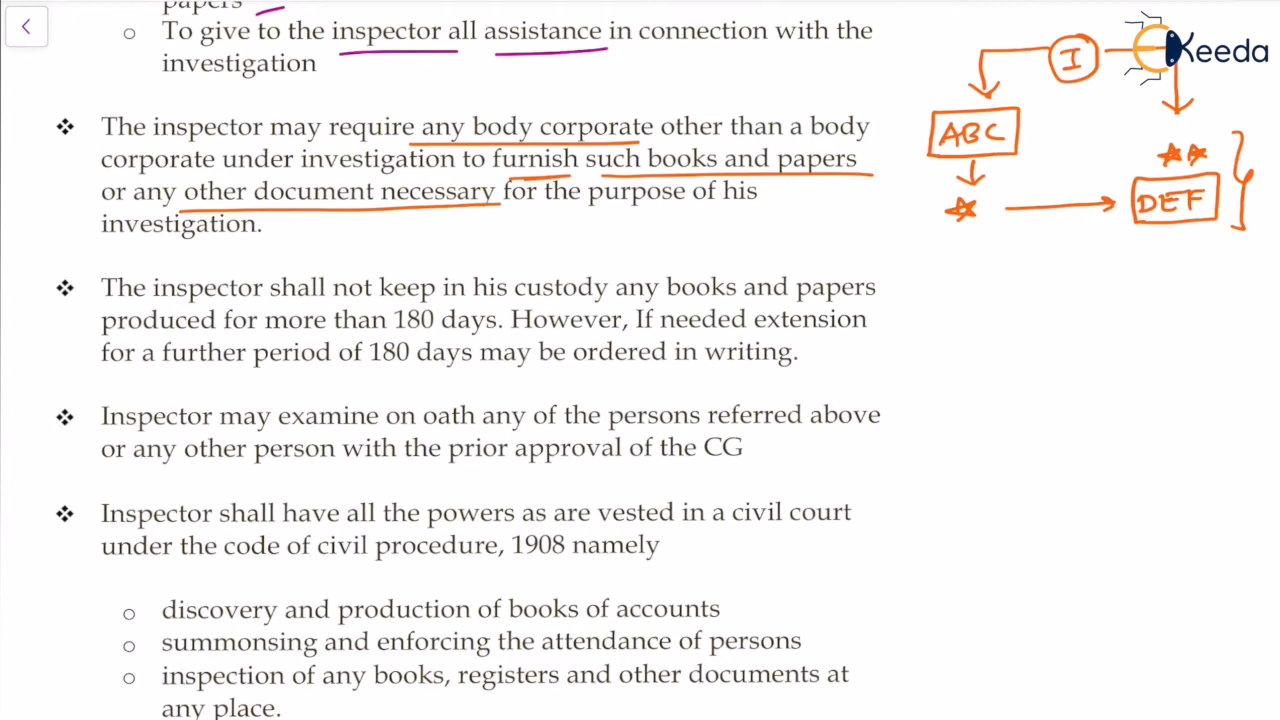 papers
o To give to the inspector all assistance in connection with the
investigation
❖ The inspector may require any body corporate other than a body
corporate under investigation to furnish such books and papers
or any other document necessary for the purpose of his
investigation.
❖ The inspector shall not keep in his custody any books and papers
produced for more than 180 days. However, If needed extension
for a further period of 180 days may be ordered in writing.
❖ Inspector may examine on oath any of the persons referred above
or any other person with the prior approval of the CG
❖ Inspector shall have all the powers as are vested in a civil court
under the code of civil procedure, 1908 namely
o discovery and production of books of accounts
o summonsing and enforcing the attendance of persons
o inspection of any books, registers and other documents at
any place.
I
Keeda
ABC
DEF